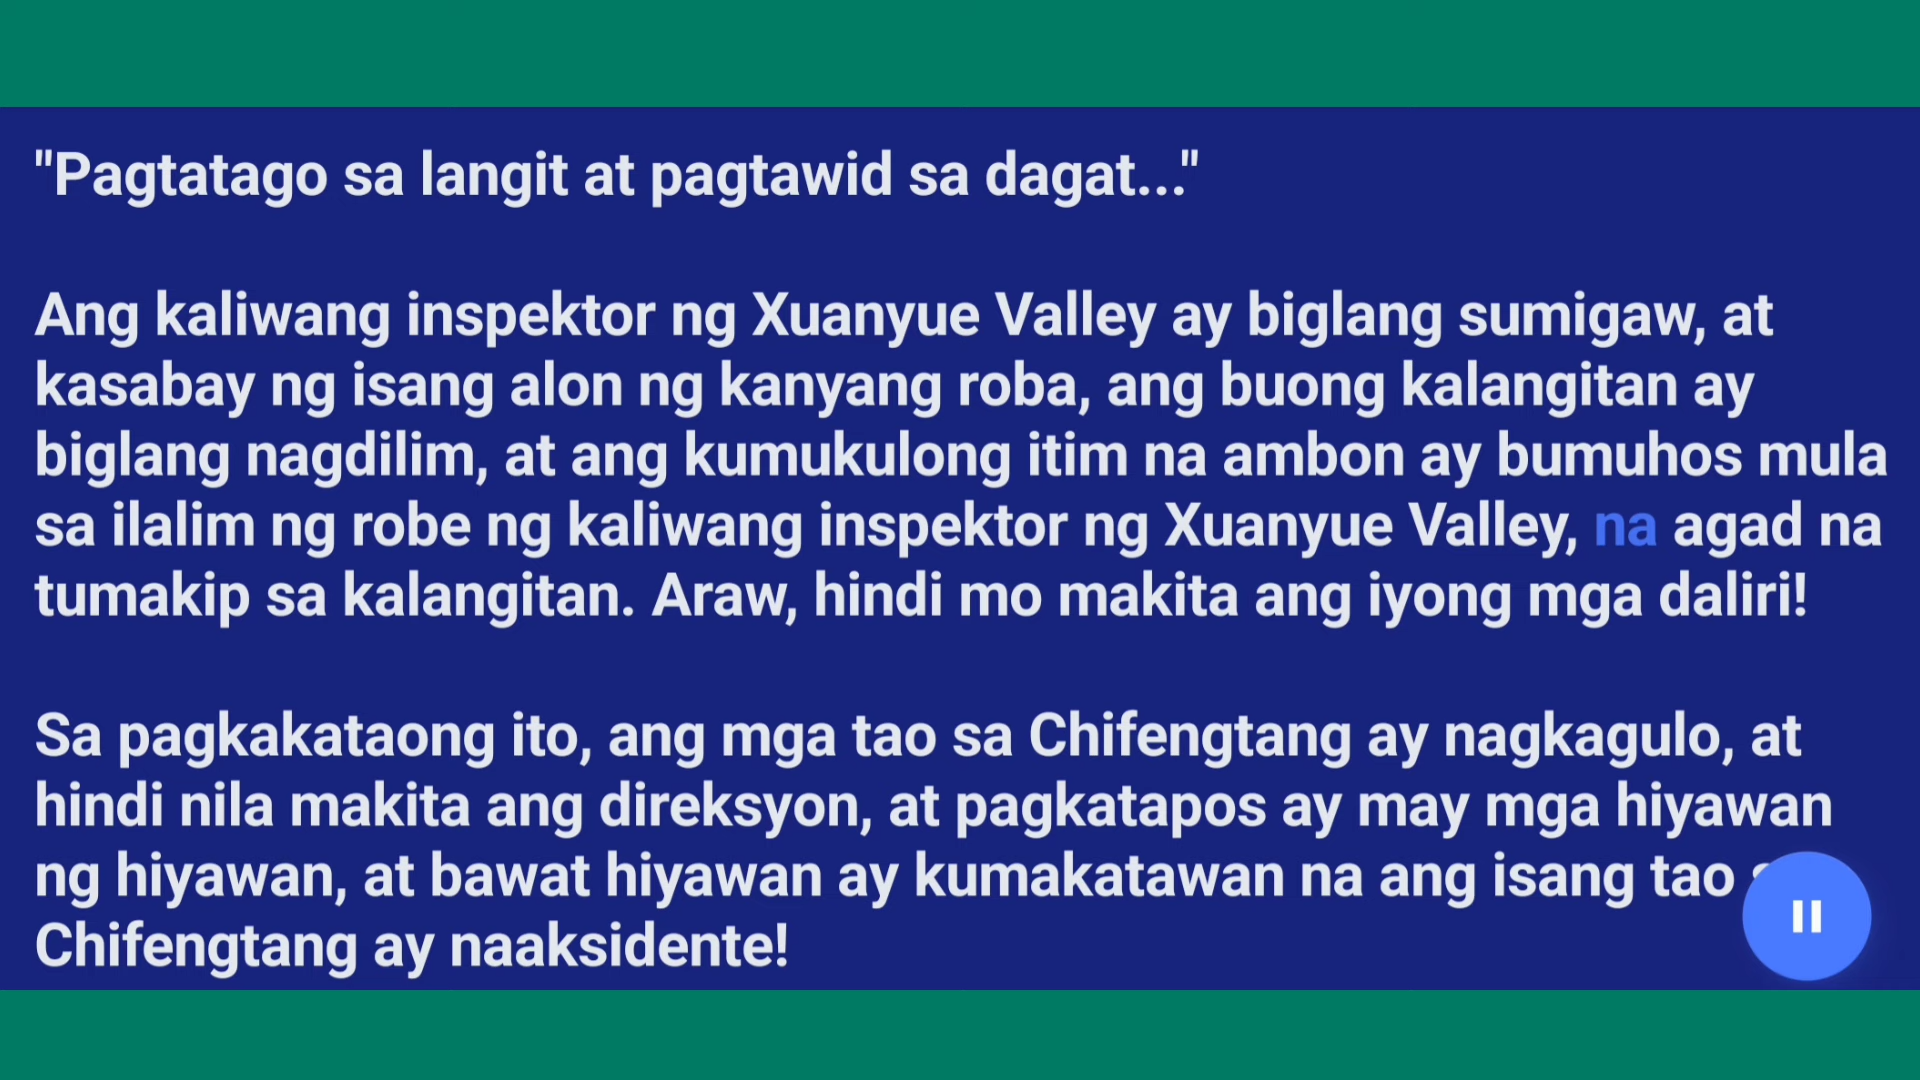 "Pagtatago sa langit at pagtawid sa dagat..."
Ang kaliwang inspektor ng Xuanyue Valley ay biglang sumigaw, at
kasabay ng isang alon ng kanyang roba, ang buong kalangitan ay
biglang nagdilim, at ang kumukulong itim na ambon ay bumuhos mula
sa ilalim ng robe ng kaliwang inspektor ng Xuanyue Valley, na agad na
tumakip sa kalangitan. Araw, hindi mo makita ang iyong mga daliri!
Sa pagkakataong ito, ang mga tao sa Chifengtang ay nagkagulo, at
hindi nila makita ang direksyon, at pagkatapos ay may mga hiyawan
ng hiyawan, at bawat hiyawan ay kumakatawan na ang isang tao
Chifengtang ay naaksidente!